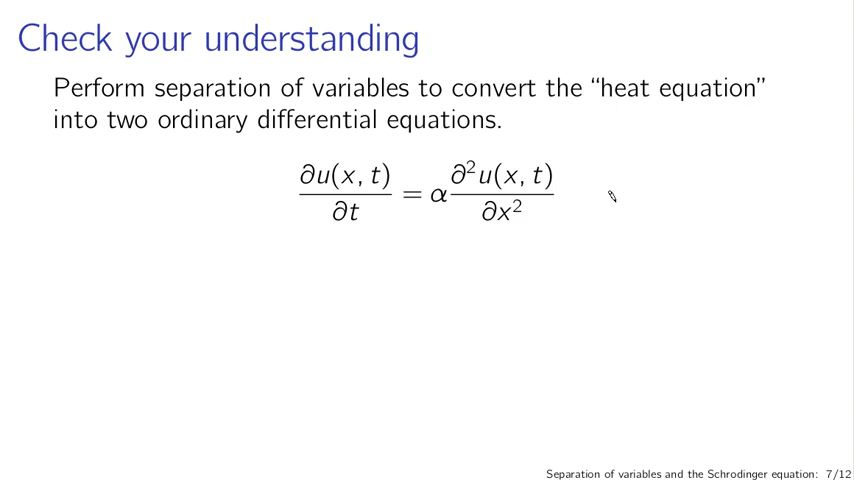 Check your understanding
Perform separation of variables to convert the “heat equation”
into two ordinary differential equations.
∂u(x, t)/∂t = α ∂²u(x, t)/∂x²
Separation of variables and the Schrodinger equation: 7/12